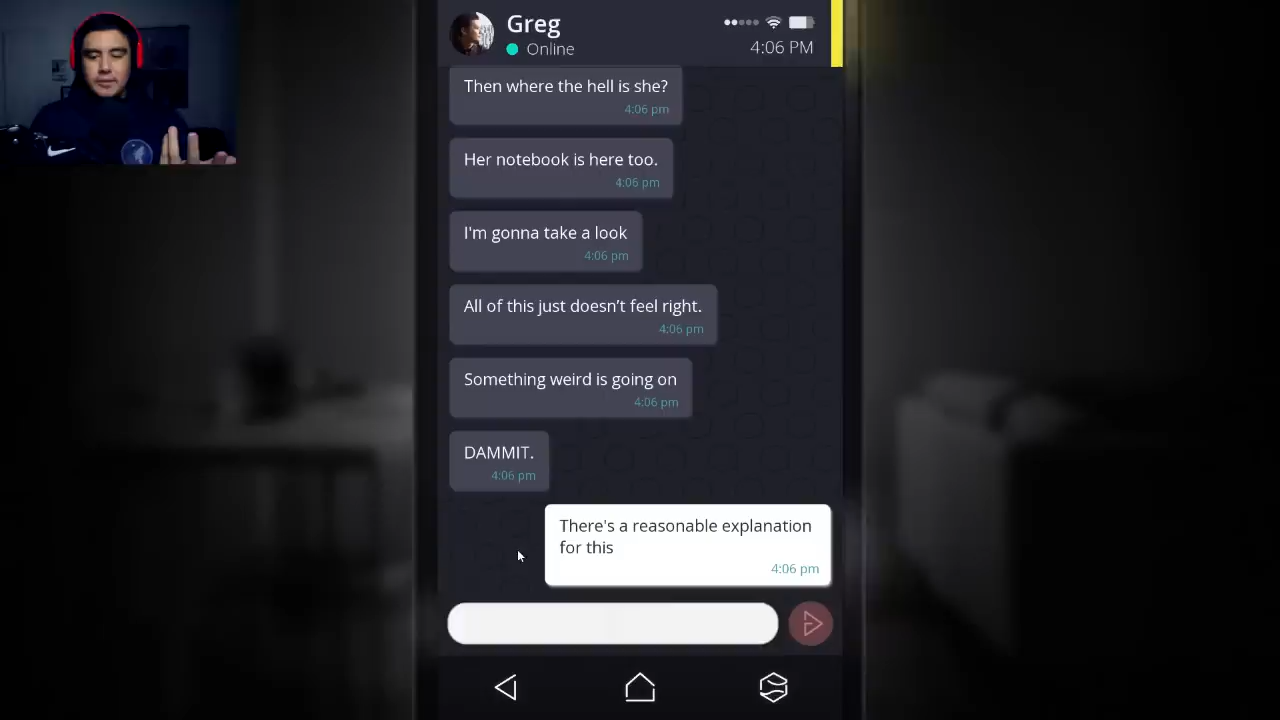 Greg
Online
4:06 PM
Then where the hell is she?
4:06 pm
Her notebook is here too.
4:06 pm
I'm gonna take a look
4:06 pm
All of this just doesn’t feel right.
4:06 pm
Something weird is going on
4:06 pm
DAMMIT.
4:06 pm
There's a reasonable explanation
for this
4:06 pm